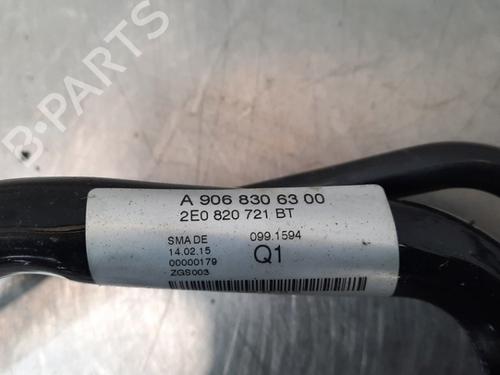 B-PARTS
A 906 830 63 00
2E0 820 721 BT
SMA DE 099.1594
14.02.15 Q1
00000179
ZGS003